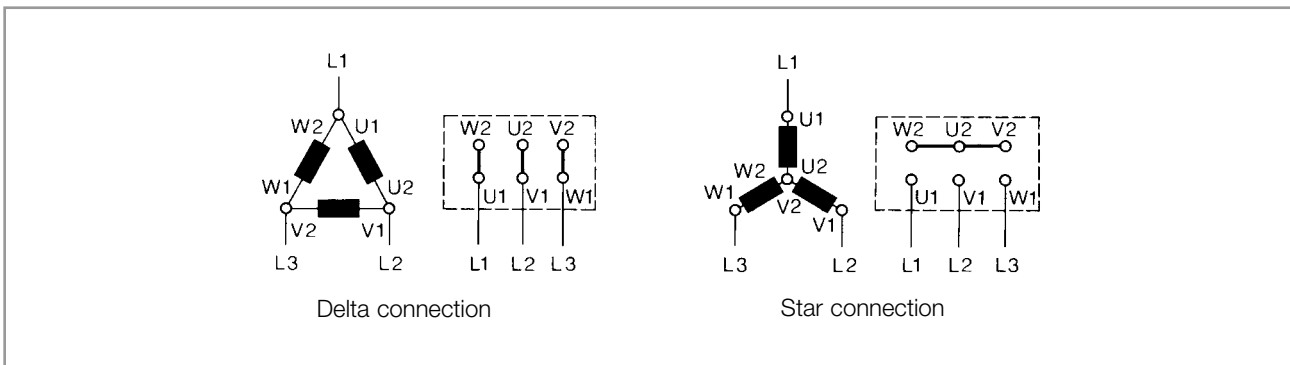 L1
W2 U1
W1 U2
V2 V1
L3 L2
W2 U2 V2
U1 V1 W1
L1 L2 L3
Delta connection
L1
U1
W2 U2
W1 V2 V1
L3 L2
W2 U2 V2
U1 V1 W1
L1 L2 L3
Star connection